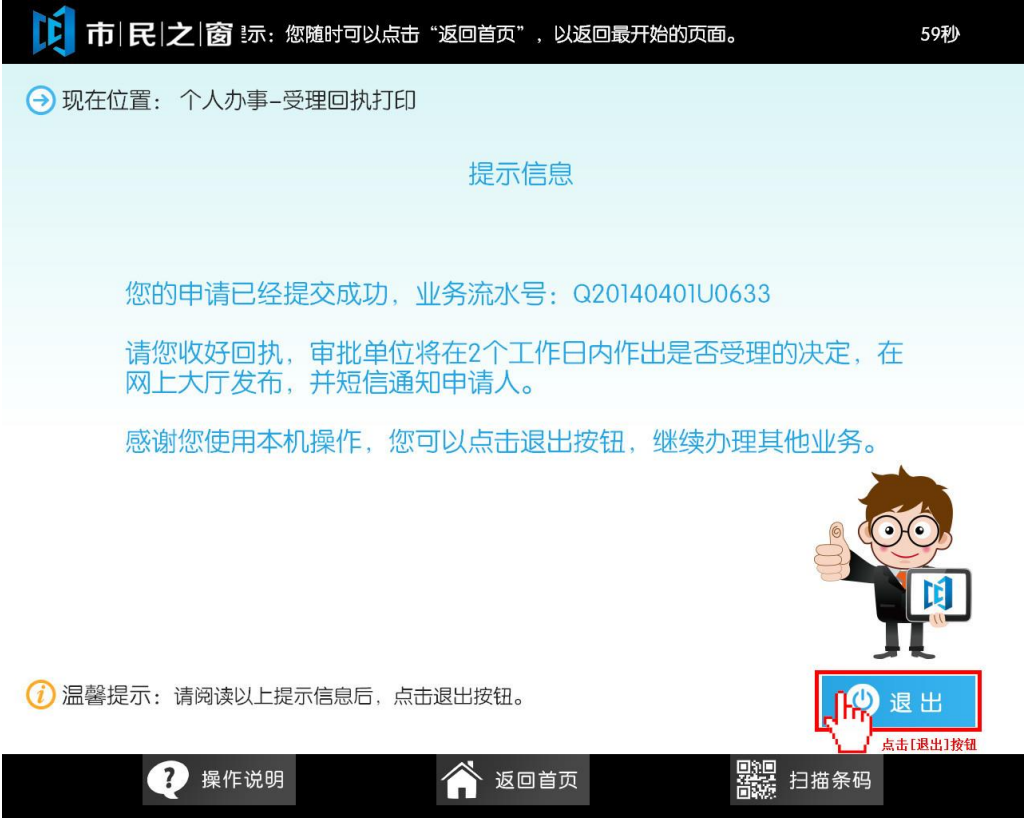 市民之窗 示：您随时可以点击“返回首页”，以返回最开始的页面。 59秒
现在位置： 个人办事-受理回执打印
提示信息
您的申请已经提交成功，业务流水号：Q20140401U0633
请您收好回执，审批单位将在2个工作日内作出是否受理的决定，在
网上大厅发布，并短信通知申请人。
感谢您使用本机操作，您可以点击退出按钮，继续办理其他业务。
温馨提示：请阅读以上提示信息后，点击退出按钮。
退出
点击[退出]按钮
操作说明
返回首页
扫描条码